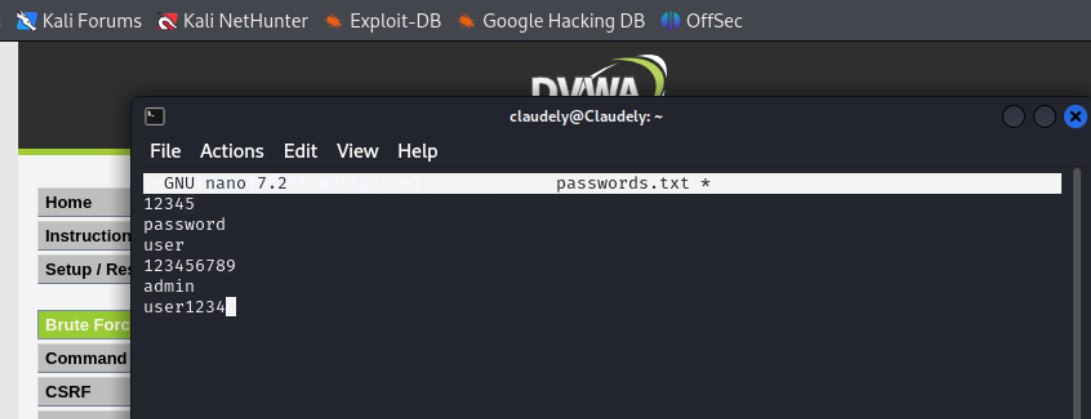 Kali Forums Kali NetHunter Exploit-DB Google Hacking DB OffSec
DVWA
claudely@Claudely: ~
File Actions Edit View Help
GNU nano 7.2 passwords.txt *
12345
password
user
123456789
admin
user1234
Home
Instruction
Setup / Res
Brute Forc
Command
CSRF